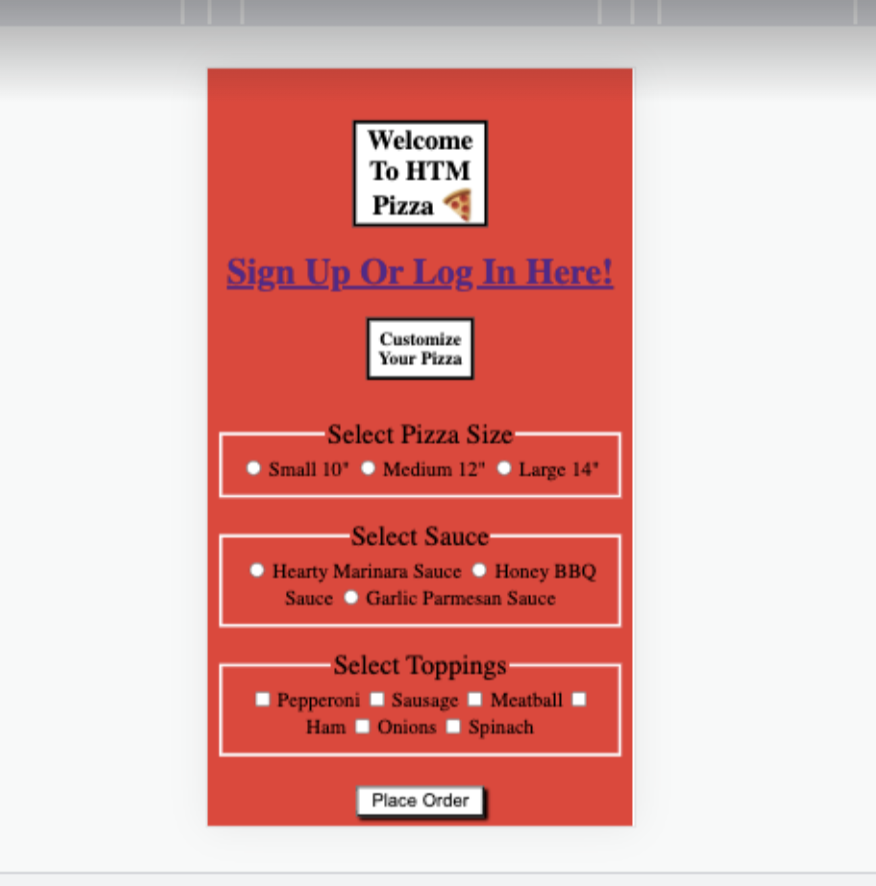 Welcome
To HTM
Pizza 🍕
Sign Up Or Log In Here!
Customize
Your Pizza
Select Pizza Size
Small 10" Medium 12" Large 14"
Select Sauce
Hearty Marinara Sauce Honey BBQ
Sauce Garlic Parmesan Sauce
Select Toppings
Pepperoni Sausage Meatball
Ham Onions Spinach
Place Order